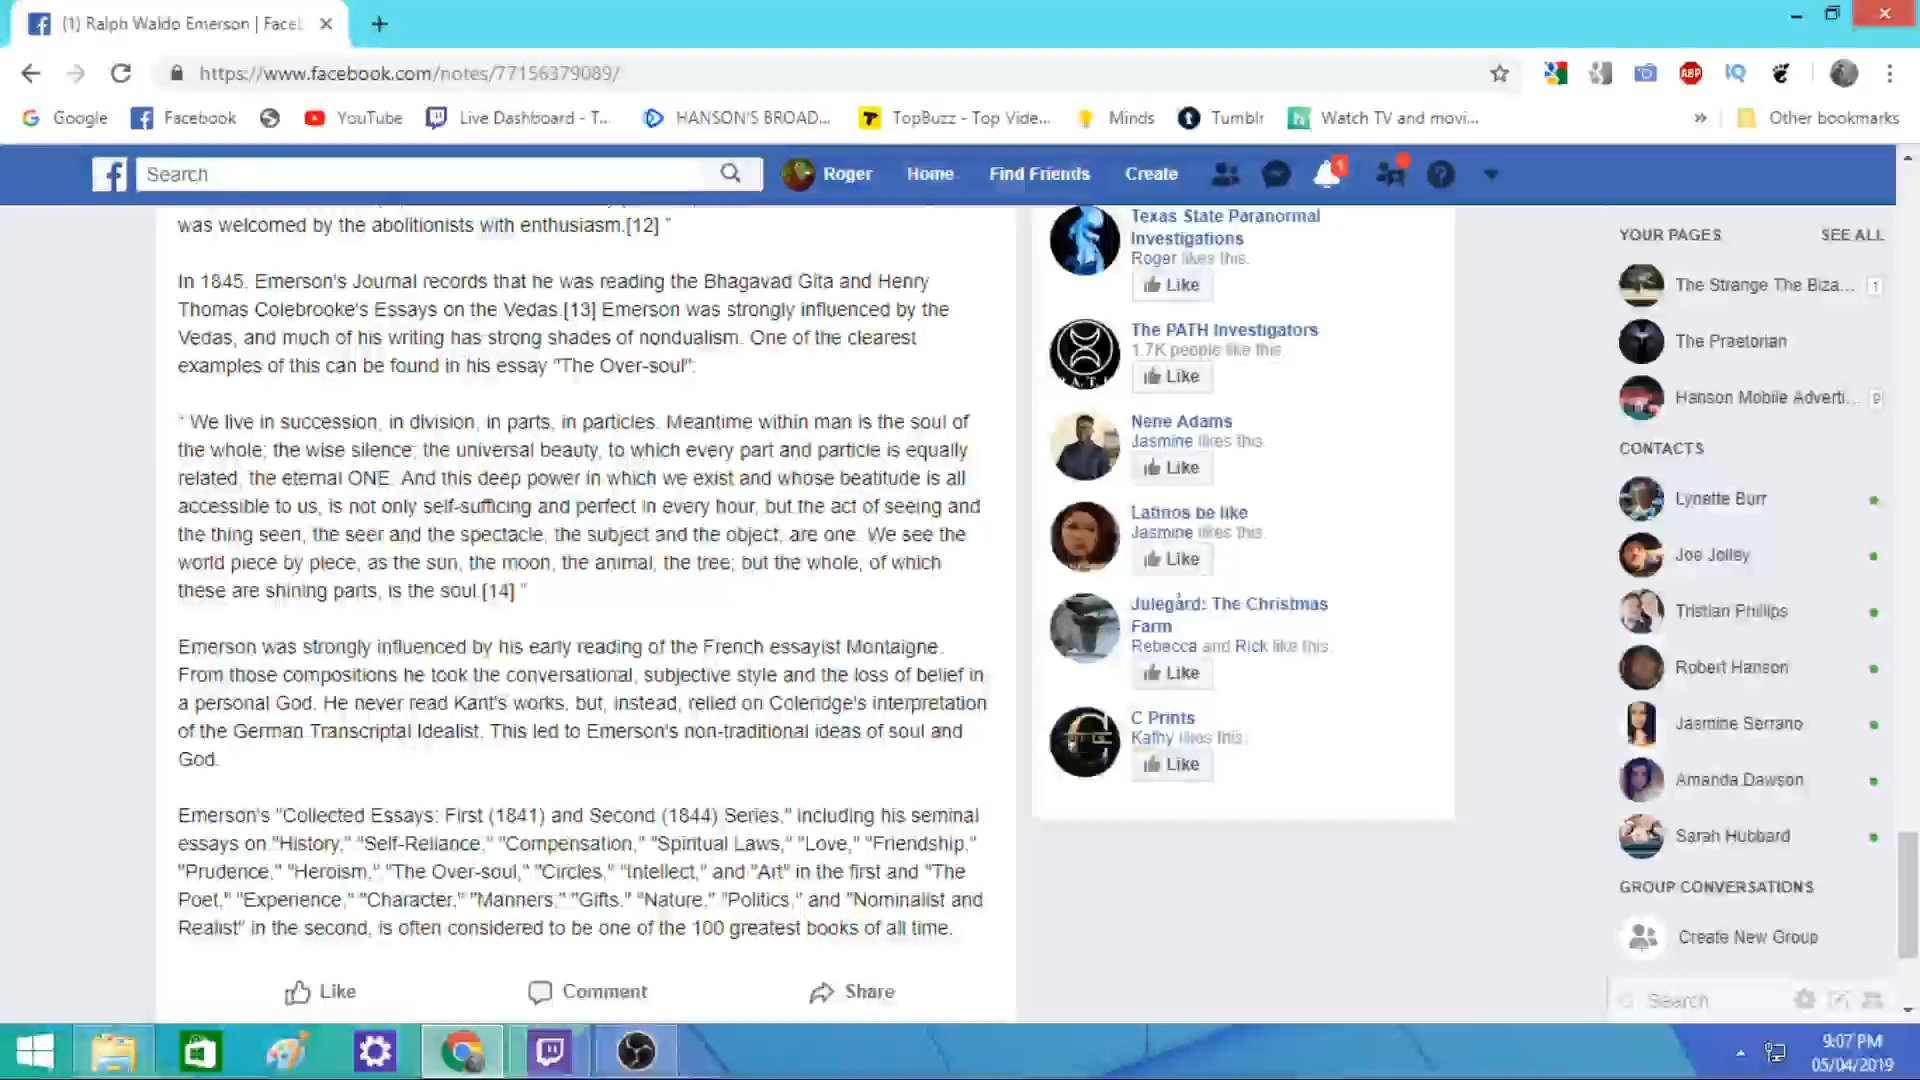 (1) Ralph Waldo Emerson | Face
https://www.facebook.com/notes/77156379089/
ABP
Google
Facebook
YouTube
Live Dashboard - T...
HANSON'S BROAD...
TopBuzz - Top Vide...
Minds
Tumblr
Watch TV and movi...
Other bookmarks
Search
Roger
Home
Find Friends
Create
1
was welcomed by the abolitionists with enthusiasm.[12] "
In 1845, Emerson's Journal records that he was reading the Bhagavad Gita and Henry
Thomas Colebrooke's Essays on the Vedas.[13] Emerson was strongly influenced by the
Vedas, and much of his writing has strong shades of nondualism. One of the clearest
examples of this can be found in his essay "The Over-soul":
" We live in succession, in division, in parts, in particles. Meantime within man is the soul of
the whole; the wise silence; the universal beauty, to which every part and particle is equally
related, the eternal ONE. And this deep power in which we exist and whose beatitude is all
accessible to us, is not only self-sufficing and perfect in every hour, but the act of seeing and
the thing seen, the seer and the spectacle, the subject and the object, are one. We see the
world piece by piece, as the sun, the moon, the animal, the tree; but the whole, of which
these are shining parts, is the soul.[14] "
Emerson was strongly influenced by his early reading of the French essayist Montaigne.
From those compositions he took the conversational, subjective style and the loss of belief in
a personal God. He never read Kant's works, but, instead, relied on Coleridge's interpretation
of the German Transcriptal Idealist. This led to Emerson's non-traditional ideas of soul and
God.
Emerson's "Collected Essays: First (1841) and Second (1844) Series," including his seminal
essays on "History," "Self-Reliance," "Compensation," "Spiritual Laws," "Love," "Friendship,"
"Prudence," "Heroism," "The Over-soul," "Circles," "Intellect," and "Art" in the first and "The
Poet," "Experience," "Character," "Manners," "Gifts," "Nature," "Politics," and "Nominalist and
Realist" in the second, is often considered to be one of the 100 greatest books of all time.
Like
Comment
Share
Texas State Paranormal
Investigations
Roger likes this.
Like
The PATH Investigators
1.7K people like this.
Like
Nene Adams
Jasmine likes this.
Like
Latinos be like
Jasmine likes this.
Like
Julegård: The Christmas
Farm
Rebecca and Rick like this.
Like
C Prints
Kathy likes this.
Like
YOUR PAGES
SEE ALL
The Strange The Biza...
1
The Praetorian
Hanson Mobile Adverti...
9
CONTACTS
Lynette Burr
Joe Jolley
Tristian Phillips
Robert Hanson
Jasmine Serrano
Amanda Dawson
Sarah Hubbard
GROUP CONVERSATIONS
Create New Group
Search
9:07 PM
05/04/2019